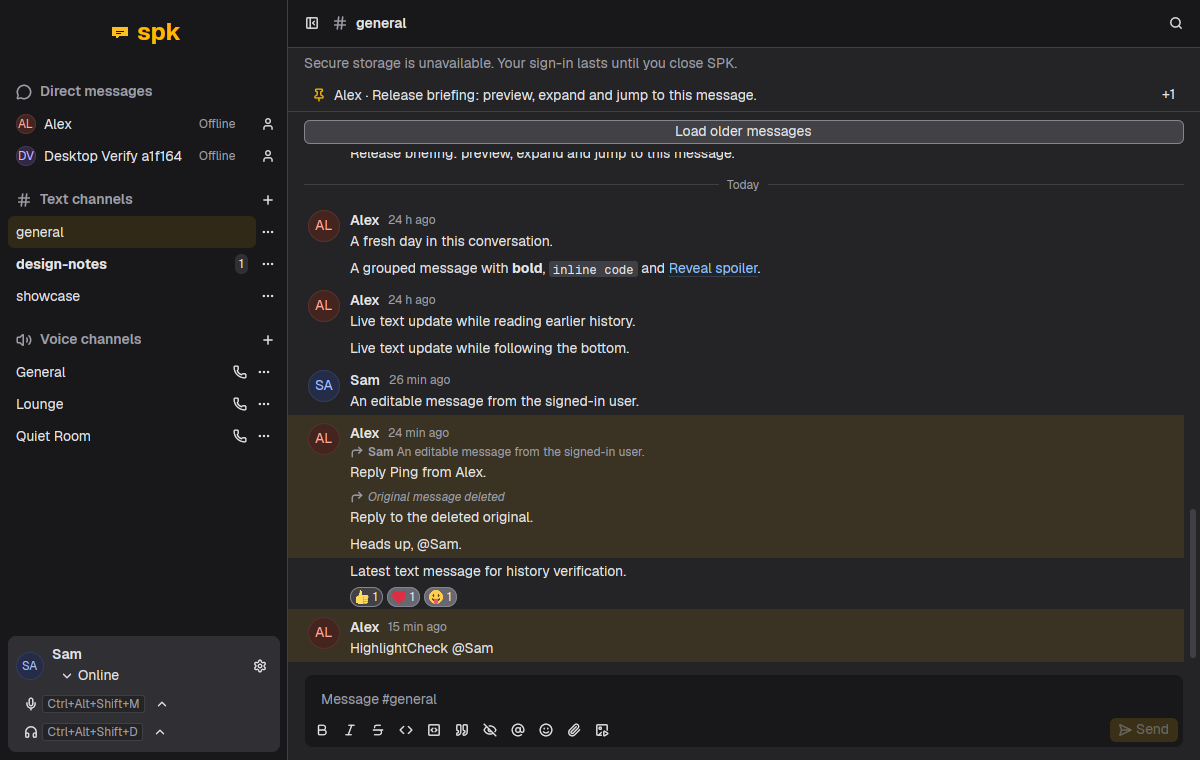 spk
Direct messages
AL Alex Offline
DV Desktop Verify a1f164 Offline
Text channels
general
design-notes 1
showcase
Voice channels
General
Lounge
Quiet Room
SA Sam
Online
Ctrl+Alt+Shift+M
Ctrl+Alt+Shift+D
# general
Secure storage is unavailable. Your sign-in lasts until you close SPK.
Alex · Release briefing: preview, expand and jump to this message. +1
Load older messages
Release briefing: preview, expand and jump to this message.
Today
AL Alex 24 h ago
A fresh day in this conversation.
A grouped message with bold, inline code and Reveal spoiler.
AL Alex 24 h ago
Live text update while reading earlier history.
Live text update while following the bottom.
SA Sam 26 min ago
An editable message from the signed-in user.
AL Alex 24 min ago
Sam An editable message from the signed-in user.
Reply Ping from Alex.
Original message deleted
Reply to the deleted original.
Heads up, @Sam.
Latest text message for history verification.
👍 1 ❤️ 1 😛 1
AL Alex 15 min ago
HighlightCheck @Sam
Message #general
Send